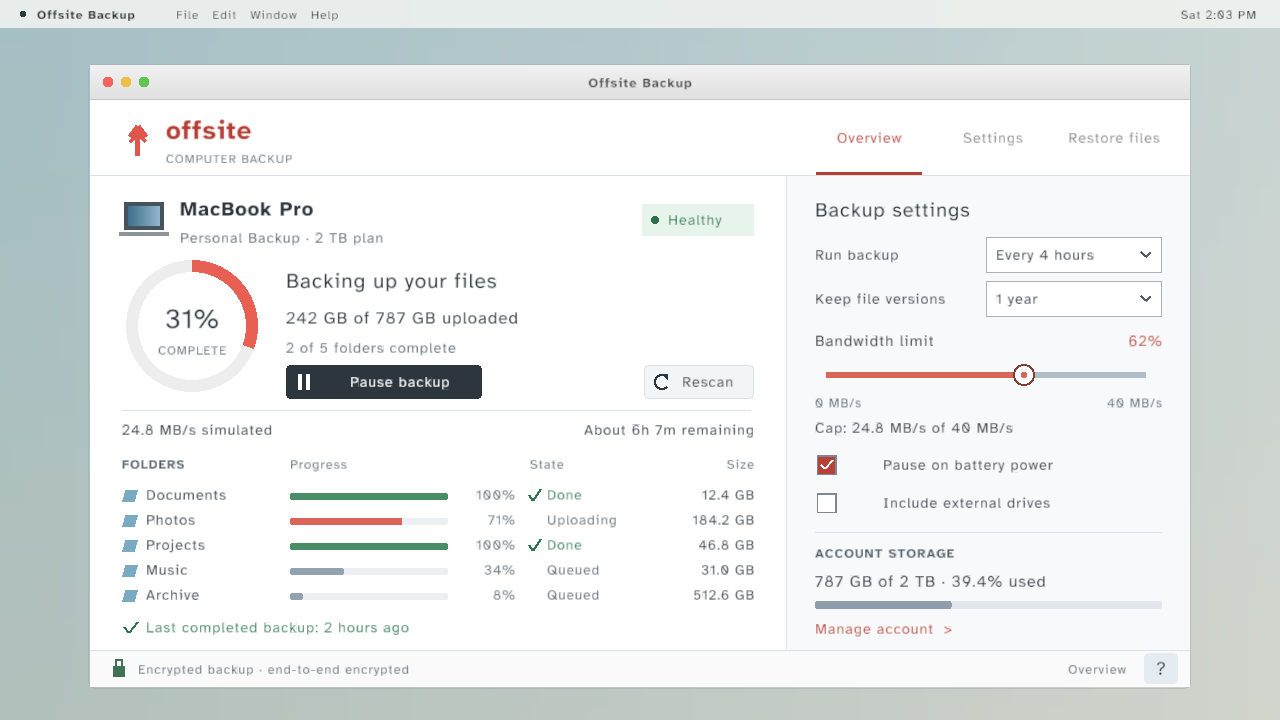 Offsite Backup File Edit Window Help Sat 2:03 PM
Offsite Backup
offsite
COMPUTER BACKUP
Overview Settings Restore files
MacBook Pro
Personal Backup · 2 TB plan
Healthy
31%
COMPLETE
Backing up your files
242 GB of 787 GB uploaded
2 of 5 folders complete
Pause backup
Rescan
24.8 MB/s simulated About 6h 7m remaining
FOLDERS Progress State Size
Documents 100% Done 12.4 GB
Photos 71% Uploading 184.2 GB
Projects 100% Done 46.8 GB
Music 34% Queued 31.0 GB
Archive 8% Queued 512.6 GB
Last completed backup: 2 hours ago
Backup settings
Run backup Every 4 hours
Keep file versions 1 year
Bandwidth limit 62%
0 MB/s 40 MB/s
Cap: 24.8 MB/s of 40 MB/s
Pause on battery power
Include external drives
ACCOUNT STORAGE
787 GB of 2 TB · 39.4% used
Manage account >
Encrypted backup · end-to-end encrypted Overview ?